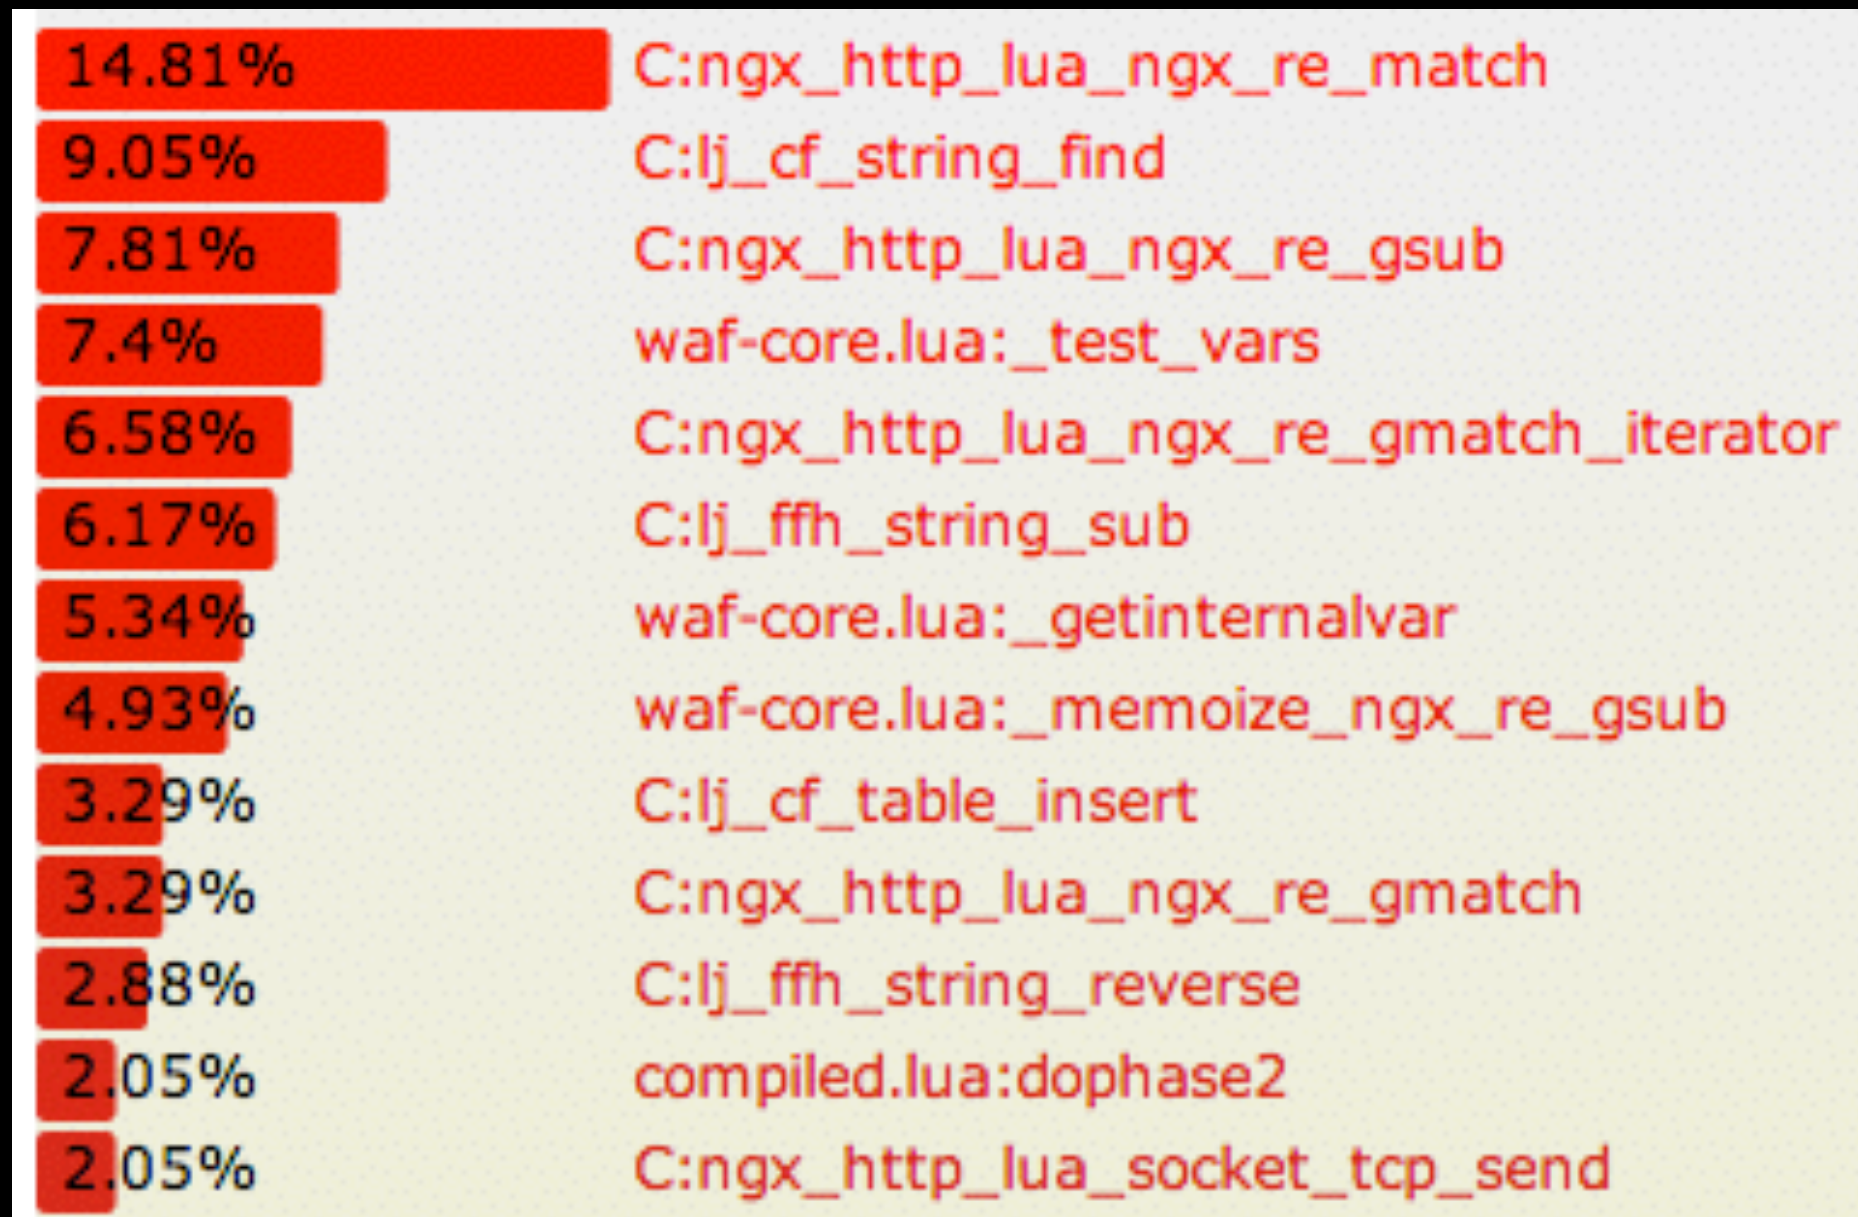 14.81% C:ngx_http_lua_ngx_re_match
9.05% C:lj_cf_string_find
7.81% C:ngx_http_lua_ngx_re_gsub
7.4% waf-core.lua:_test_vars
6.58% C:ngx_http_lua_ngx_re_gmatch_iterator
6.17% C:lj_ffh_string_sub
5.34% waf-core.lua:_getinternalvar
4.93% waf-core.lua:_memoize_ngx_re_gsub
3.29% C:lj_cf_table_insert
3.29% C:ngx_http_lua_ngx_re_gmatch
2.88% C:lj_ffh_string_reverse
2.05% compiled.lua:dophase2
2.05% C:ngx_http_lua_socket_tcp_send